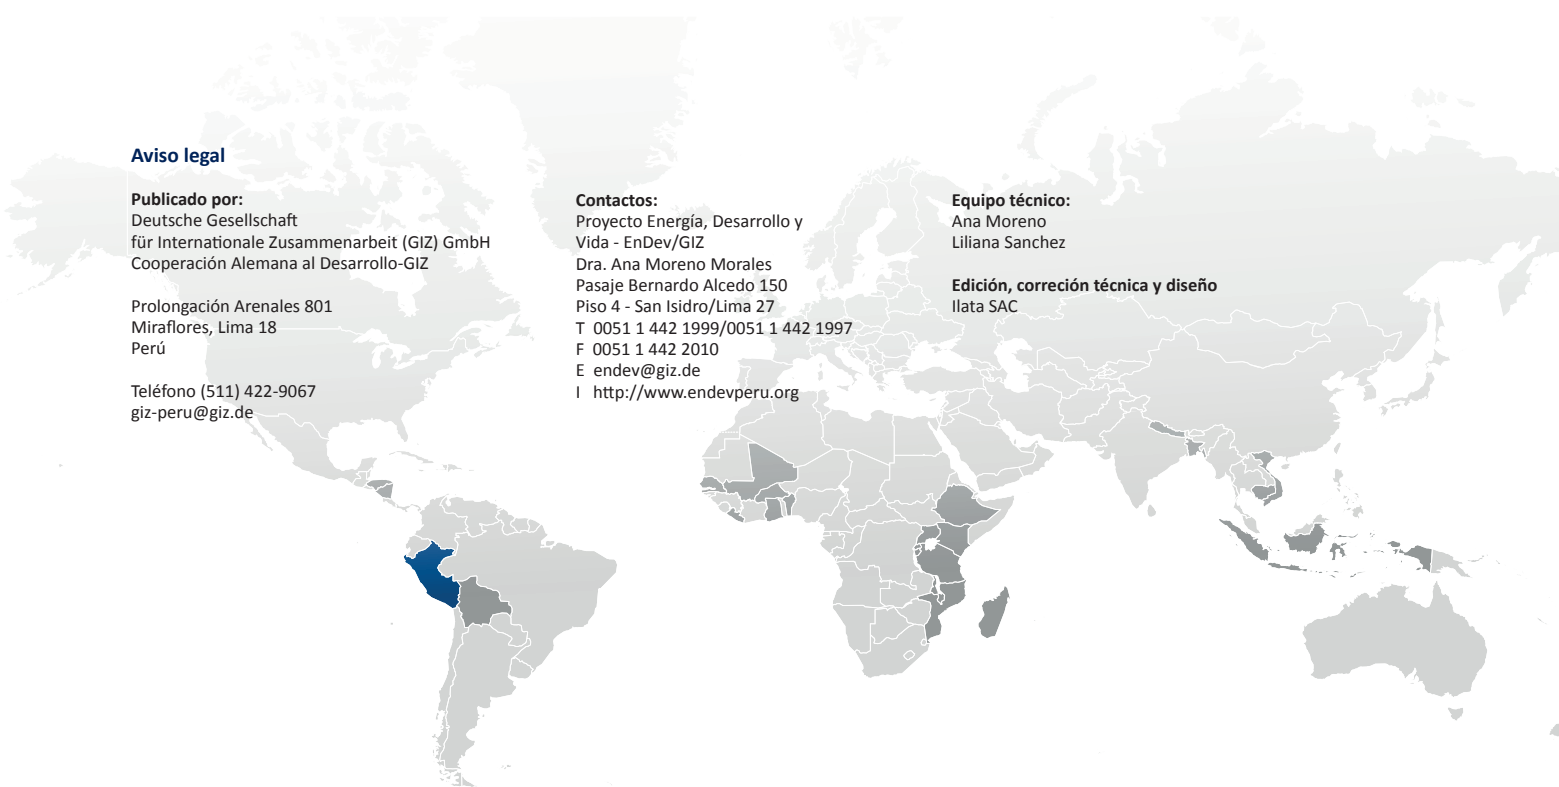 Aviso legal
Publicado por:
Deutsche Gesellschaft
für Internationale Zusammenarbeit (GIZ) GmbH
Cooperación Alemana al Desarrollo-GIZ
Prolongación Arenales 801
Miraflores, Lima 18
Perú
Teléfono (511) 422-9067
giz-peru@giz.de
Contactos:
Proyecto Energía, Desarrollo y
Vida - EnDev/GIZ
Dra. Ana Moreno Morales
Pasaje Bernardo Alcedo 150
Piso 4 - San Isidro/Lima 27
T 0051 1 442 1999/0051 1 442 1997
F 0051 1 442 2010
E endev@giz.de
I http://www.endevperu.org
Equipo técnico:
Ana Moreno
Liliana Sanchez
Edición, correción técnica y diseño
Ilata SAC